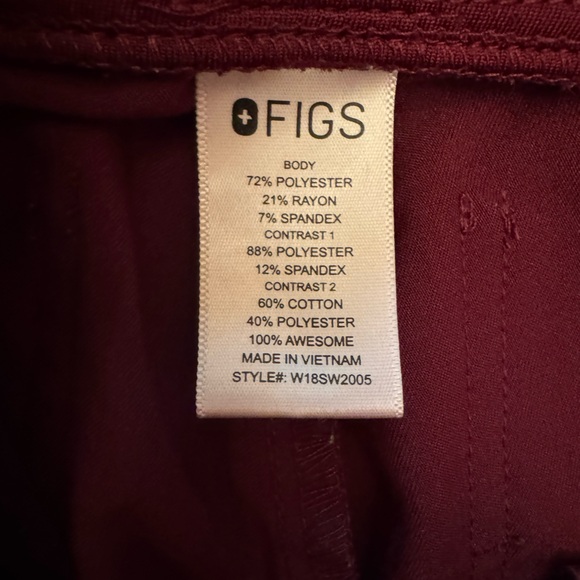 FIGS
BODY
72% POLYESTER
21% RAYON
7% SPANDEX
CONTRAST 1
88% POLYESTER
12% SPANDEX
CONTRAST 2
60% COTTON
40% POLYESTER
100% AWESOME
MADE IN VIETNAM
STYLE#: W18SW2005